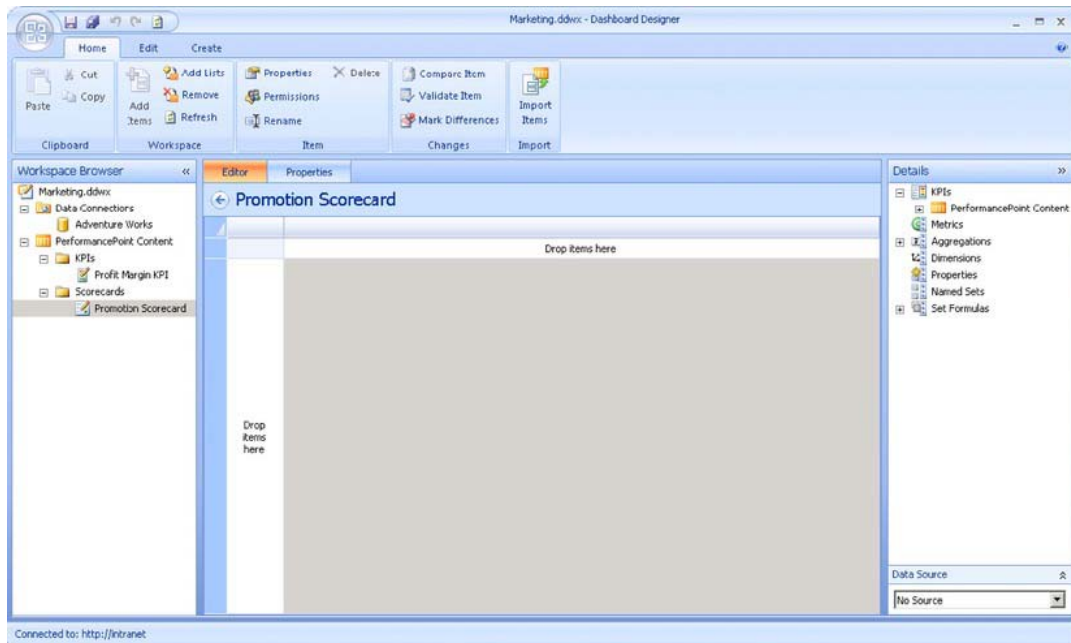 Marketing.ddwx - Dashboard Designer
Home Edit Create
Paste
Cut
Copy
Clipboard
Add Items
Add Lists
Remove
Refresh
Workspace
Properties
Delete
Permissions
Rename
Item
Compare Item
Validate Item
Mark Differences
Changes
Import Items
Import
Workspace Browser «
Marketing.ddwx
Data Connections
Adventure Works
PerformancePoint Content
KPIs
Profit Margin KPI
Scorecards
Promotion Scorecard
Editor Properties
Promotion Scorecard
Drop items here
Drop
items
here
Details »
KPIs
PerformancePoint Content
Metrics
Aggregations
Dimensions
Properties
Named Sets
Set Formulas
Data Source
No Source
Connected to: http://intranet